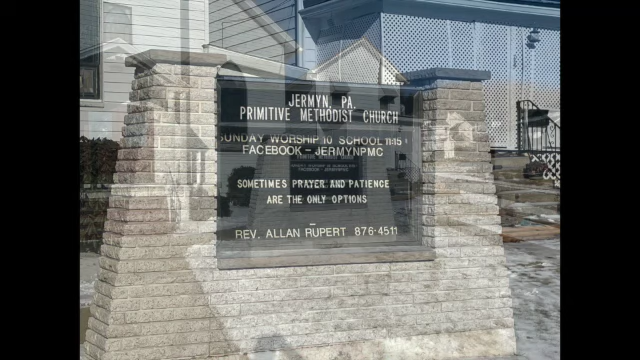 JERMYN, PA.
PRIMITIVE METHODIST CHURCH
SUNDAY WORSHIP 10 SCHOOL 11:15
FACEBOOK - JERMYNPMC
SOMETIMES PRAYER AND PATIENCE
ARE THE ONLY OPTIONS
REV. ALLAN RUPERT 876-4511